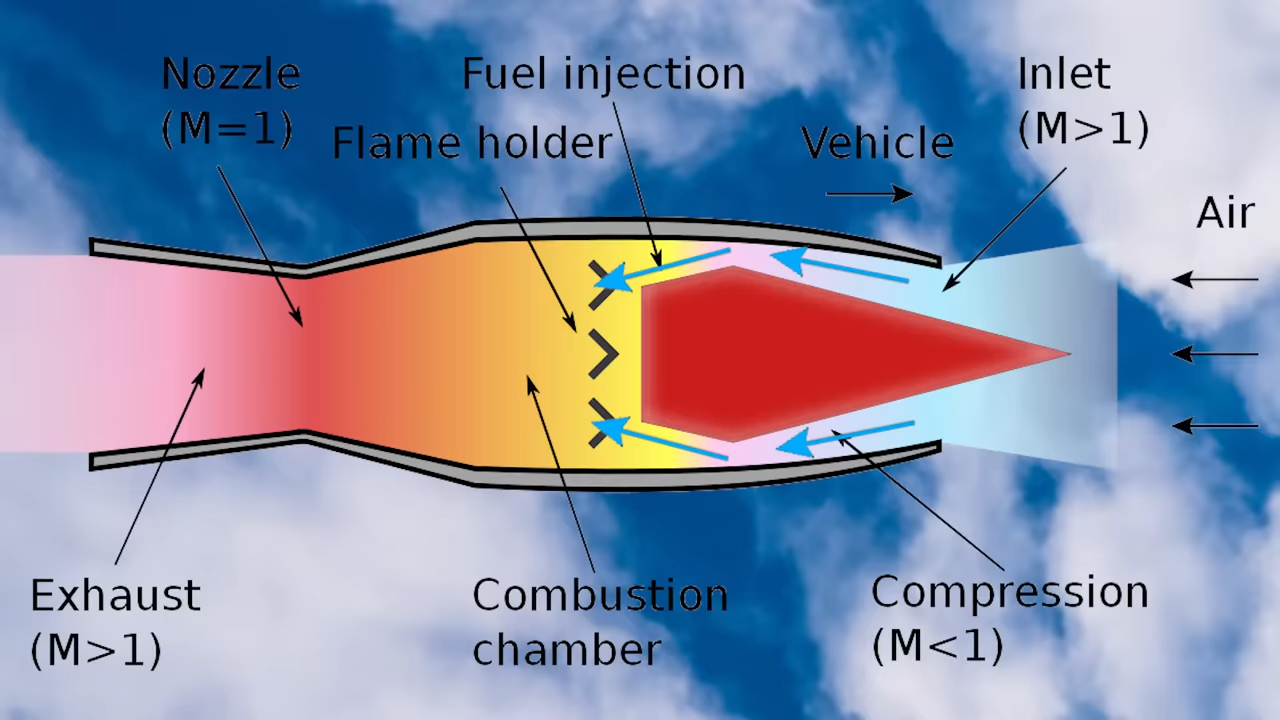 Nozzle
(M=1)
Fuel injection
Flame holder
Vehicle
Inlet
(M>1)
Air
Exhaust
(M>1)
Combustion
chamber
Compression
(M<1)